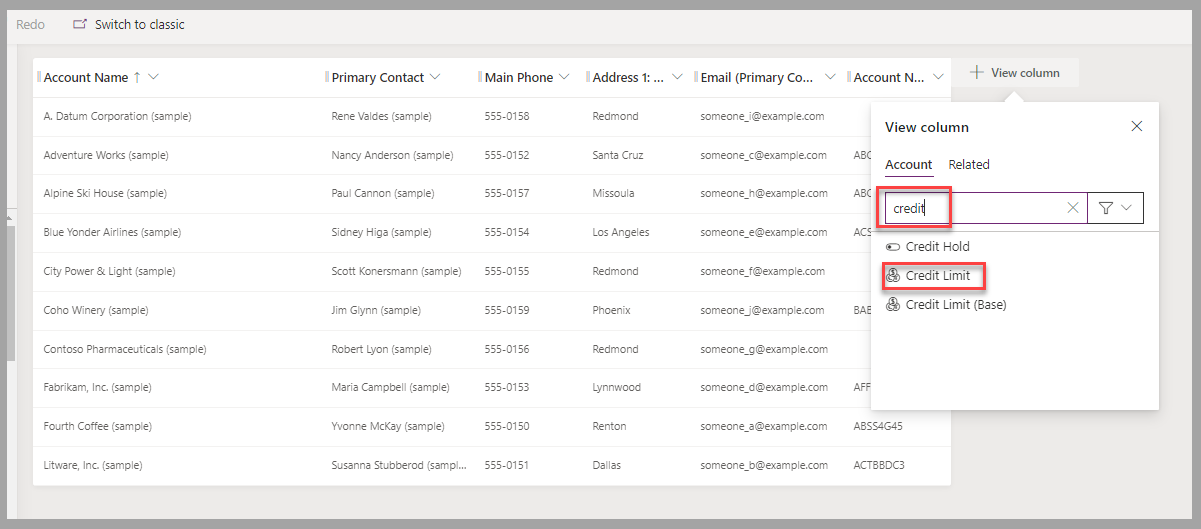 Redo Switch to classic
Account Name Primary Contact Main Phone Address 1: ... Email (Primary Co... Account N... View column
A. Datum Corporation (sample) Rene Valdes (sample) 555-0158 Redmond someone_i@example.com
View column
Adventure Works (sample) Nancy Anderson (sample) 555-0152 Santa Cruz someone_c@example.com
Account Related
Alpine Ski House (sample) Paul Cannon (sample) 555-0157 Missoula someone_h@example.com
credit
Blue Yonder Airlines (sample) Sidney Higa (sample) 555-0154 Los Angeles someone_e@example.com
Credit Hold
City Power & Light (sample) Scott Konersmann (sample) 555-0155 Redmond someone_f@example.com
Credit Limit
Coho Winery (sample) Jim Glynn (sample) 555-0159 Phoenix someone_j@example.com
Credit Limit (Base)
Contoso Pharmaceuticals (sample) Robert Lyon (sample) 555-0156 Redmond someone_g@example.com
Fabrikam, Inc. (sample) Maria Campbell (sample) 555-0153 Lynnwood someone_d@example.com AFF
Fourth Coffee (sample) Yvonne McKay (sample) 555-0150 Renton someone_a@example.com ABSS4G45
Litware, Inc. (sample) Susanna Stubberod (sampl... 555-0151 Dallas someone_b@example.com ACTBBDC3